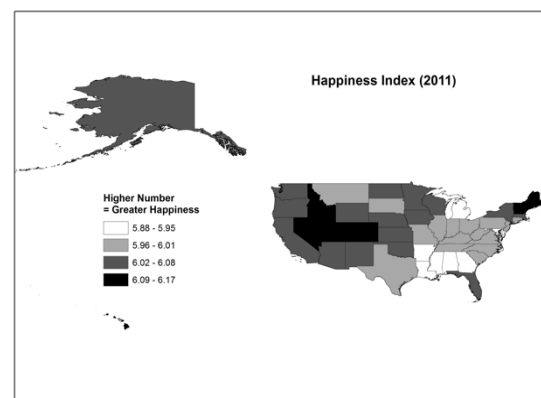 Happiness Index (2011)
Higher Number
= Greater Happiness
5.88 - 5.95
5.96 - 6.01
6.02 - 6.08
6.09 - 6.17